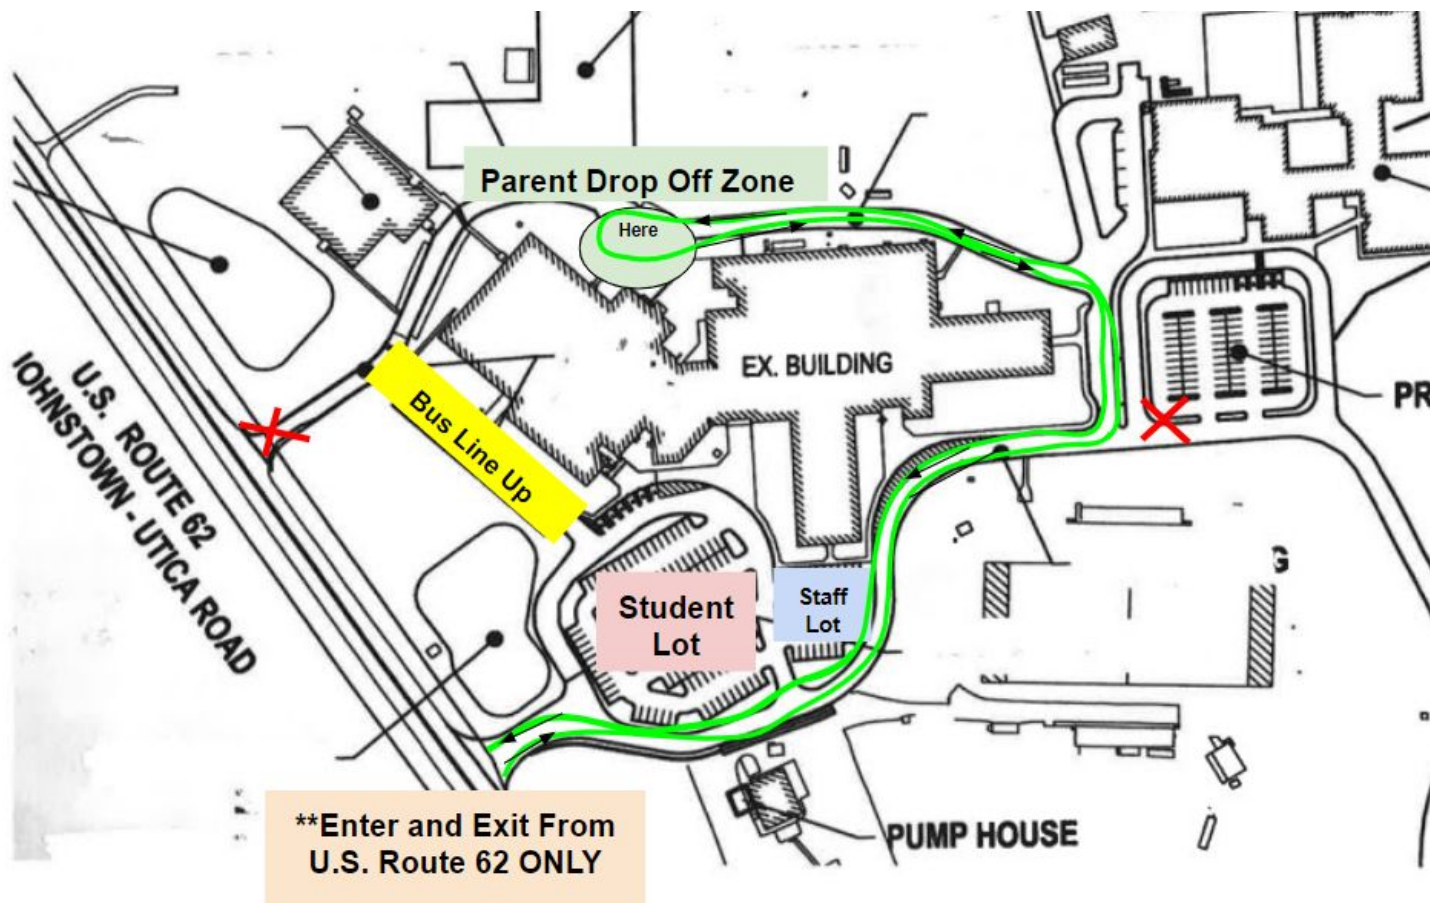 Parent Drop Off Zone
Here
EX. BUILDING
PR
Bus Line Up
U.S. ROUTE 62
JOHNSTOWN - UTICA ROAD
G
Student
Lot
Staff
Lot
**Enter and Exit From
U.S. Route 62 ONLY
PUMP HOUSE